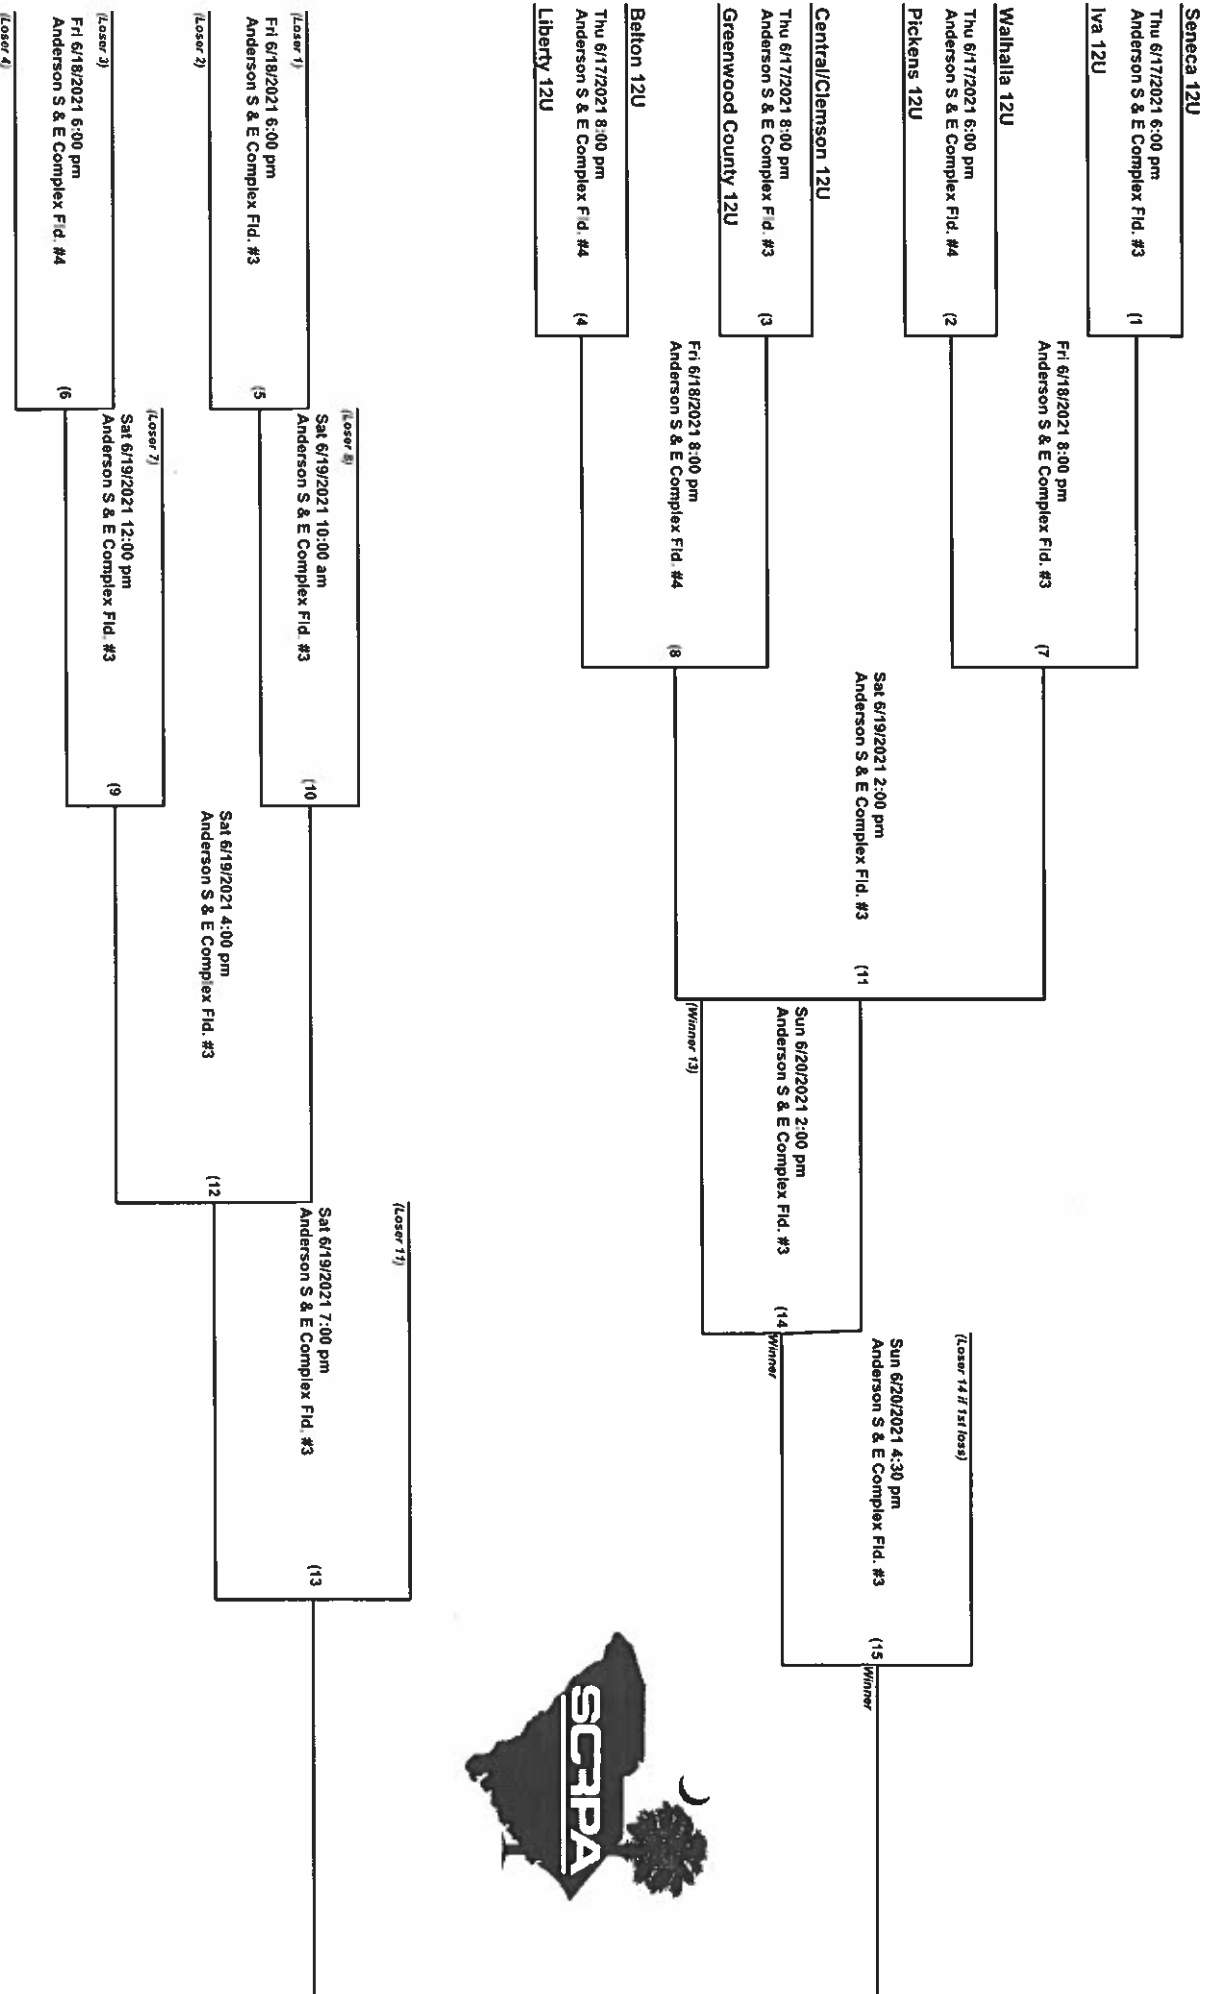 Seneca 12U
Thu 6/17/2021 6:00 pm
Anderson S & E Complex Fld. #3
(1
Iva 12U
Fri 6/18/2021 8:00 pm
Anderson S & E Complex Fld. #3
(7
Walhalla 12U
Thu 6/17/2021 6:00 pm
Anderson S & E Complex Fld. #4
(2
Pickens 12U
Sat 6/19/2021 2:00 pm
Anderson S & E Complex Fld. #3
(11
Central/Clemson 12U
Thu 6/17/2021 8:00 pm
Anderson S & E Complex Fld. #3
(3
Greenwood County 12U
Fri 6/18/2021 8:00 pm
Anderson S & E Complex Fld. #4
(8
Belton 12U
Thu 6/17/2021 8:00 pm
Anderson S & E Complex Fld. #4
(4
Liberty 12U
Sun 6/20/2021 2:00 pm
Anderson S & E Complex Fld. #3
(14
(Winner 13)
Winner
(Loser 14 if 1st loss)
Sun 6/20/2021 4:30 pm
Anderson S & E Complex Fld. #3
(15
Winner
SCRPA
(Loser 1)
Fri 6/18/2021 6:00 pm
Anderson S & E Complex Fld. #3
(5
(Loser 2)
(Loser 8)
Sat 6/19/2021 10:00 am
Anderson S & E Complex Fld. #3
(10
(Loser 3)
Fri 6/18/2021 6:00 pm
Anderson S & E Complex Fld. #4
(6
(Loser 4)
(Loser 7)
Sat 6/19/2021 12:00 pm
Anderson S & E Complex Fld. #3
(9
Sat 6/19/2021 4:00 pm
Anderson S & E Complex Fld. #3
(12
(Loser 11)
Sat 6/19/2021 7:00 pm
Anderson S & E Complex Fld. #3
(13